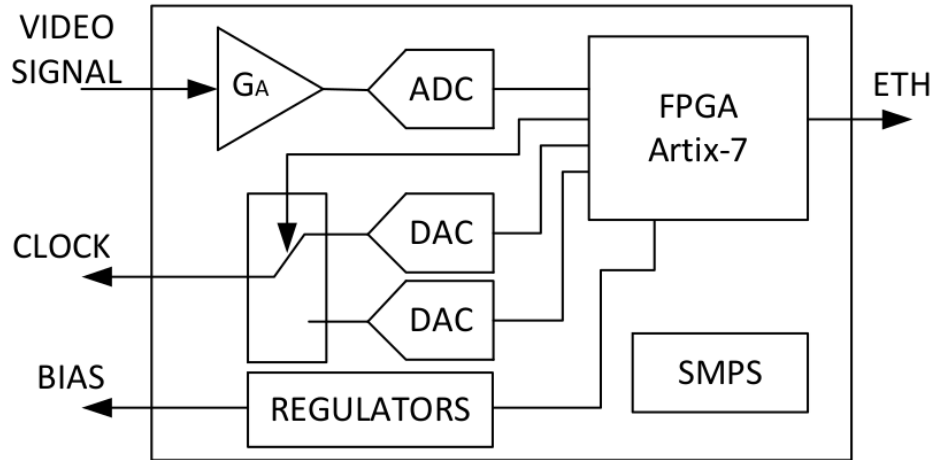 VIDEO
SIGNAL
GA
ADC
FPGA
Artix-7
ETH
CLOCK
DAC
DAC
SMPS
BIAS
REGULATORS